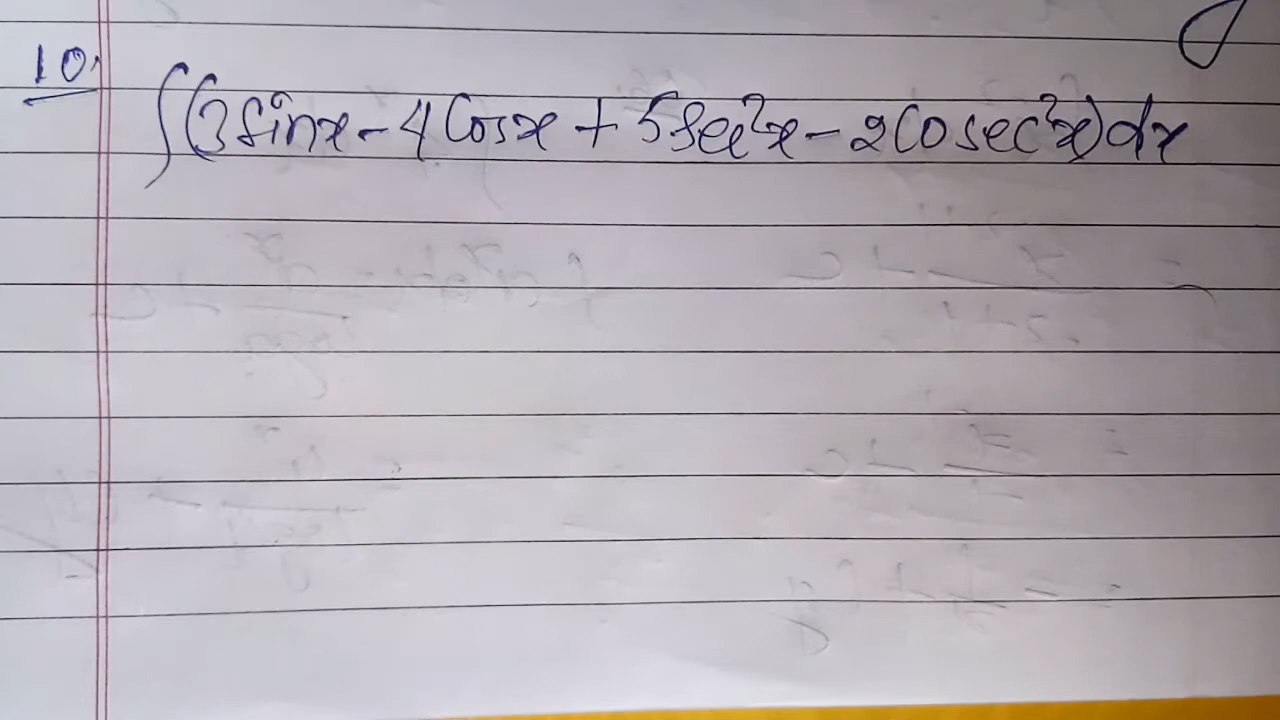 10.
∫(3sinx - 4Cosx + 5sec²x - 2Cosec²x)dx